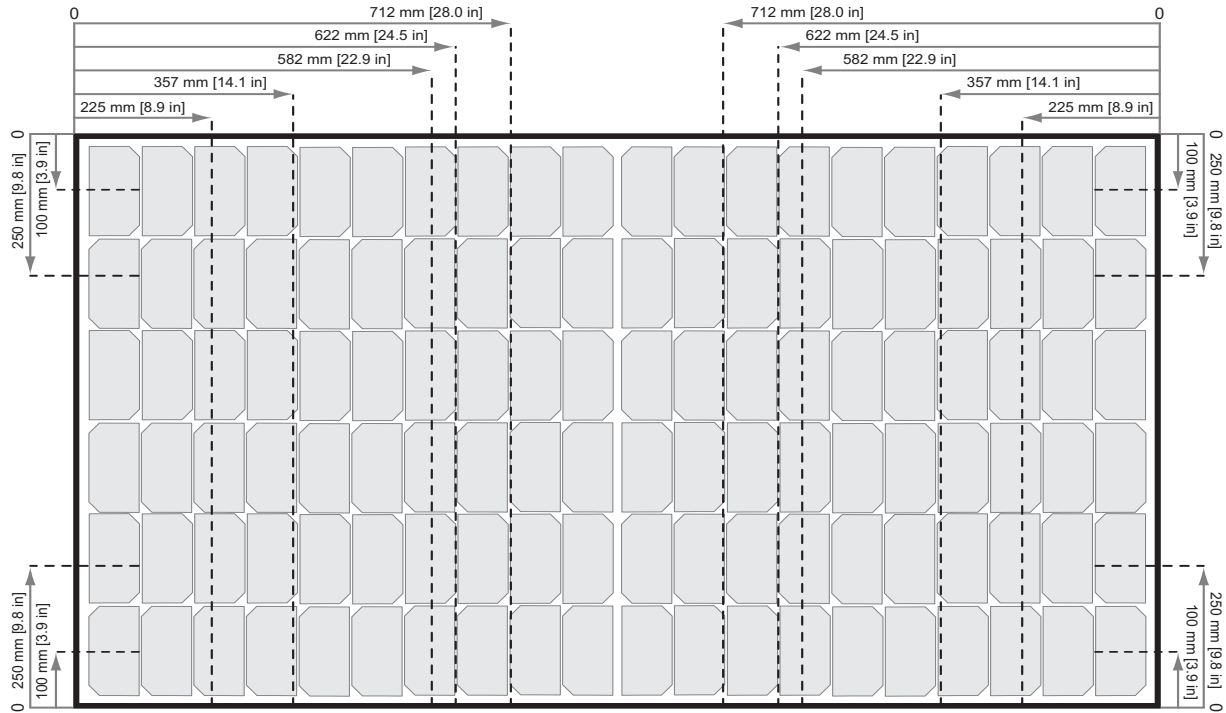 0
712 mm [28.0 in]
712 mm [28.0 in]
0
622 mm [24.5 in]
622 mm [24.5 in]
582 mm [22.9 in]
582 mm [22.9 in]
357 mm [14.1 in]
357 mm [14.1 in]
225 mm [8.9 in]
225 mm [8.9 in]
0
250 mm [9.8 in]
100 mm [3.9 in]
0
100 mm [3.9 in]
250 mm [9.8 in]
250 mm [9.8 in]
100 mm [3.9 in]
0
100 mm [3.9 in]
250 mm [9.8 in]
0